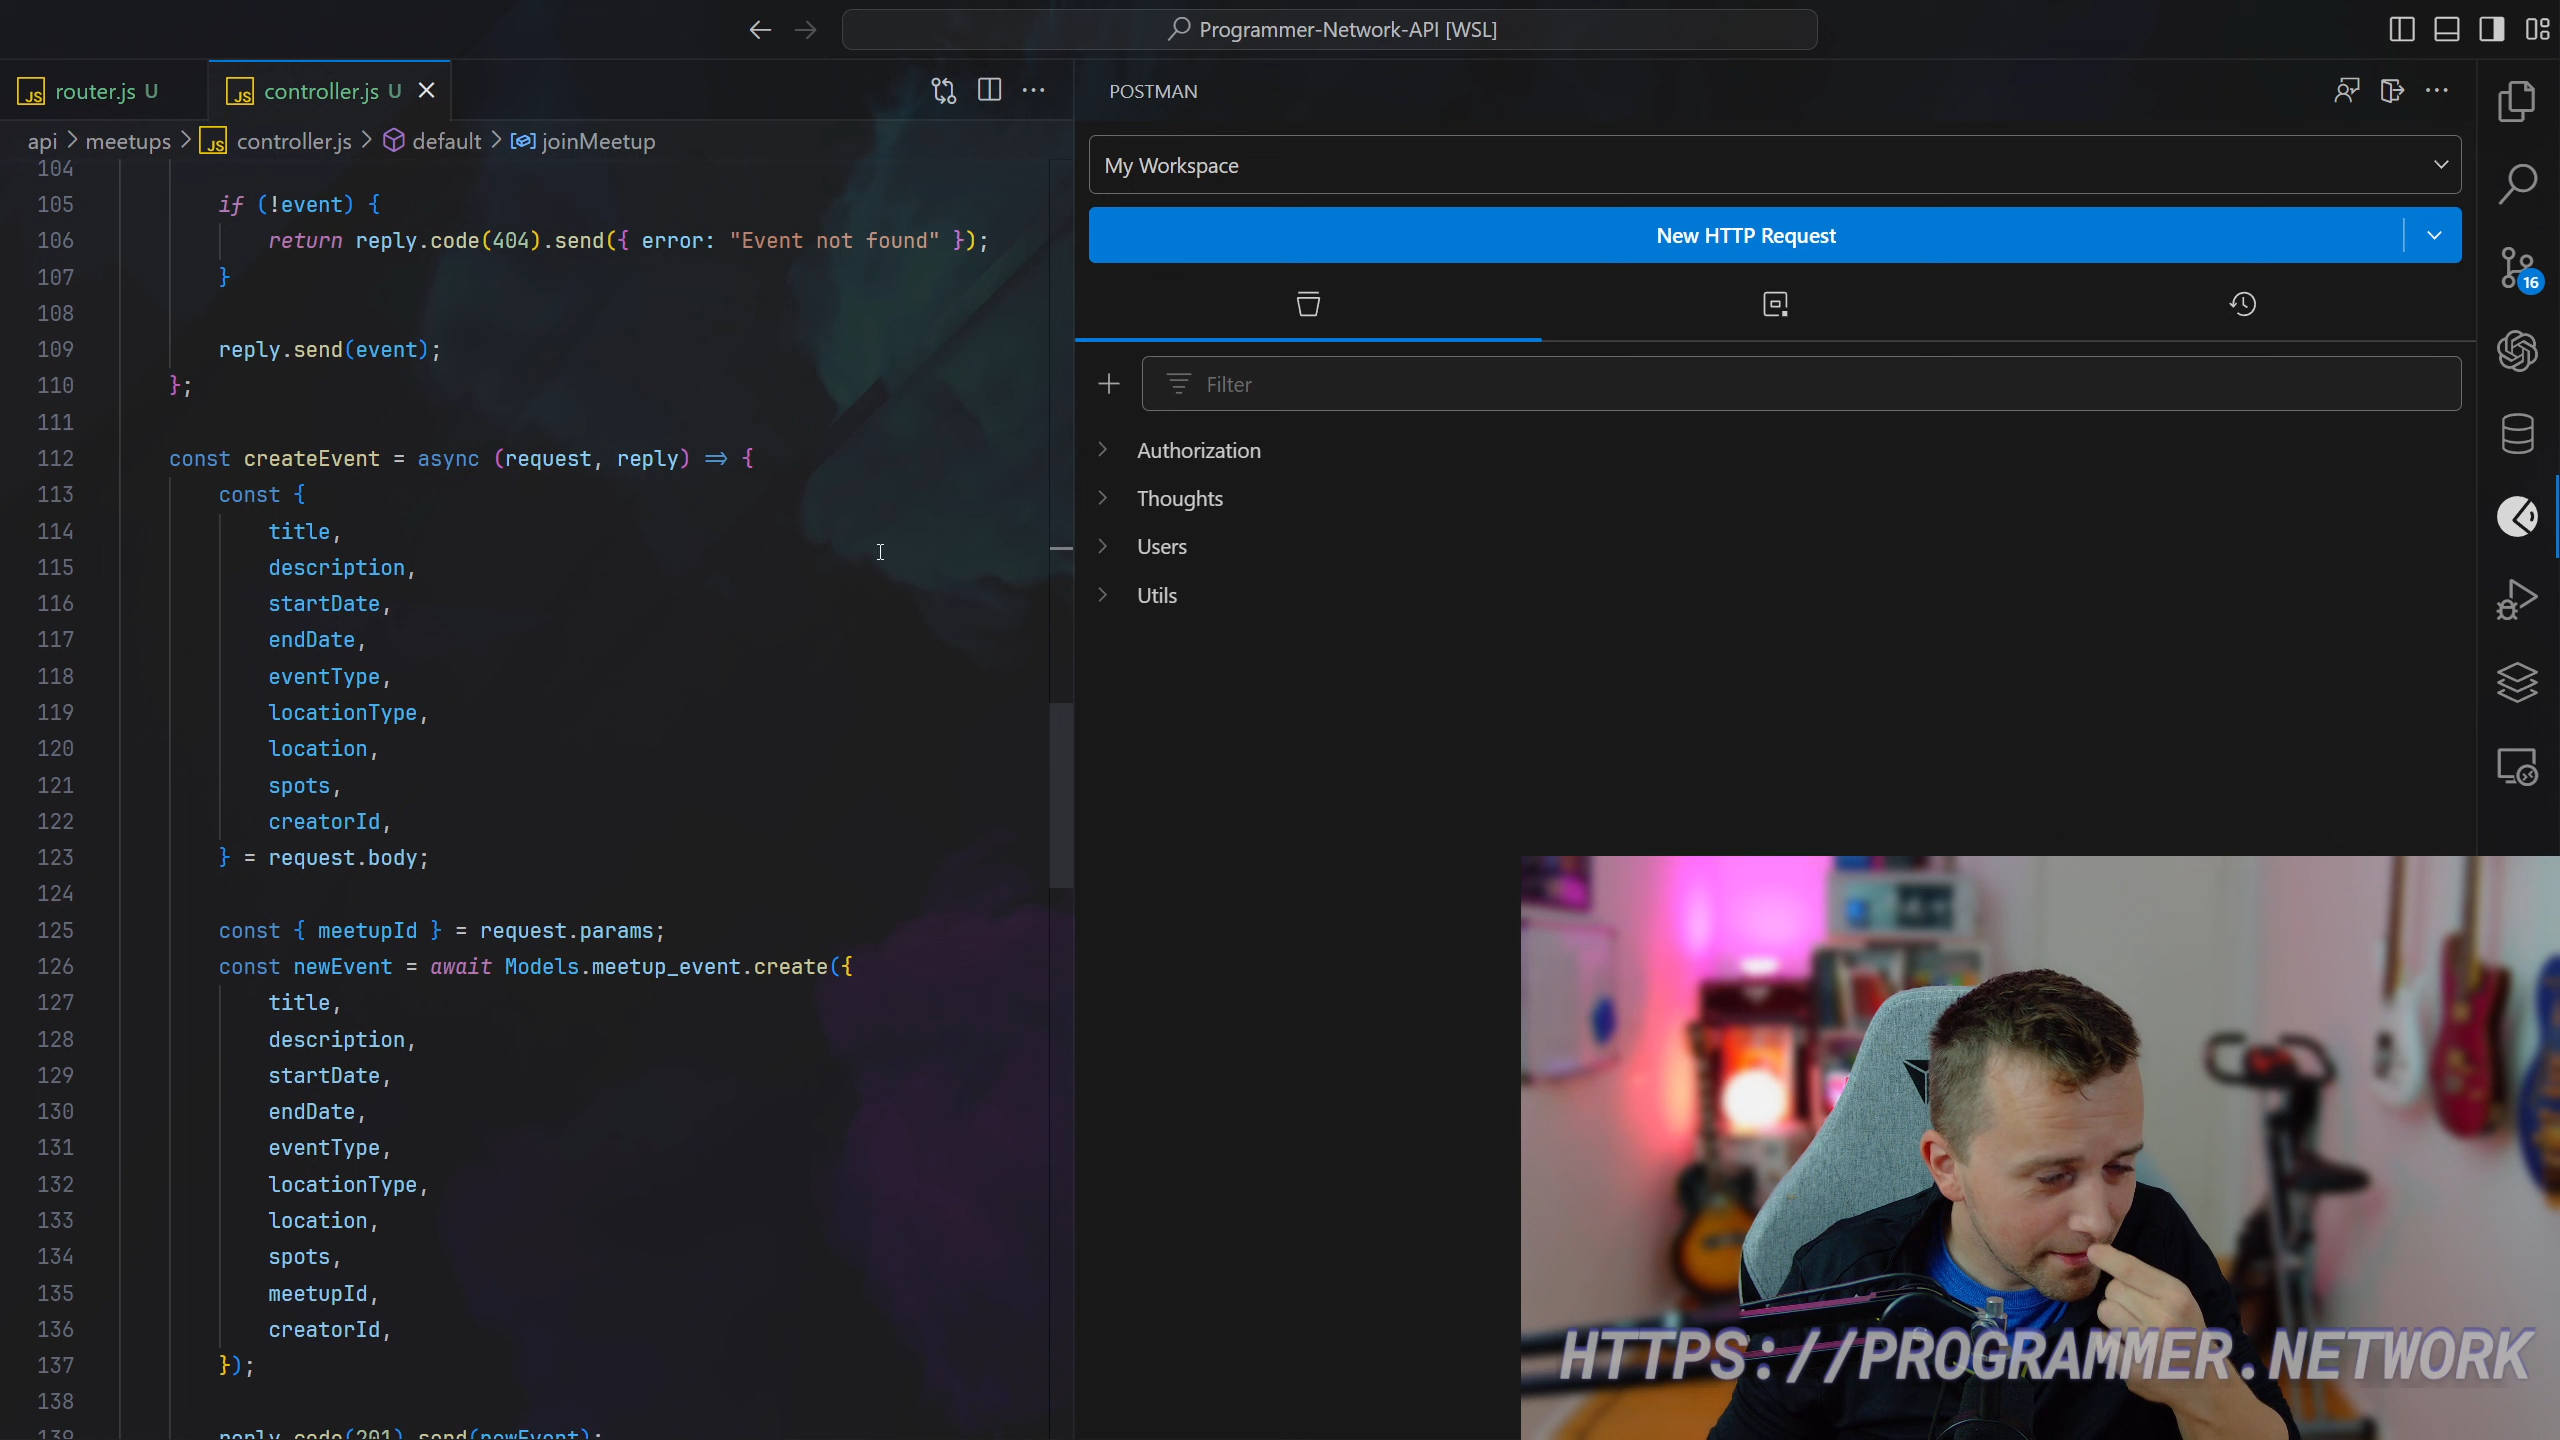 Programmer-Network-API [WSL]
router.js U
controller.js U
api > meetups > controller.js > default > joinMeetup
104
105 if (!event) {
106 return reply.code(404).send({ error: "Event not found" });
107 }
108
109 reply.send(event);
110 };
111
112 const createEvent = async (request, reply) => {
113 const {
114 title,
115 description,
116 startDate,
117 endDate,
118 eventType,
119 locationType,
120 location,
121 spots,
122 creatorId,
123 } = request.body;
124
125 const { meetupId } = request.params;
126 const newEvent = await Models.meetup_event.create({
127 title,
128 description,
129 startDate,
130 endDate,
131 eventType,
132 locationType,
133 location,
134 spots,
135 meetupId,
136 creatorId,
137 });
138
139 reply.code(201).send(newEvent);
POSTMAN
My Workspace
New HTTP Request
Filter
Authorization
Thoughts
Users
Utils
16
HTTPS://PROGRAMMER.NETWORK